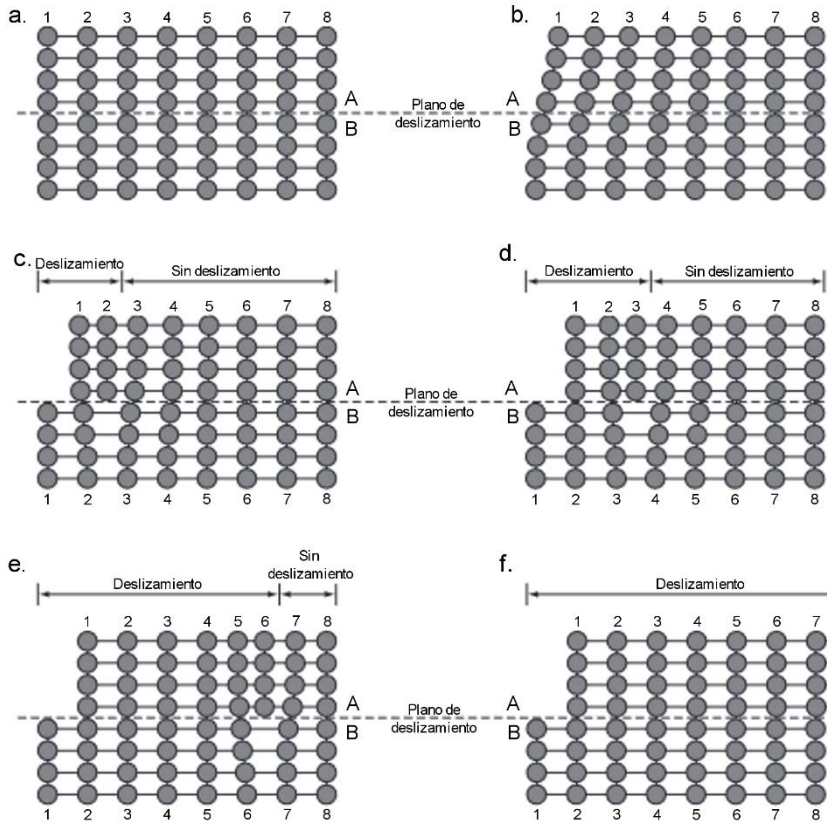 a.
1 2 3 4 5 6 7 8
A
B
Plano de
deslizamiento
b.
1 2 3 4 5 6 7 8
A
B
c.
Deslizamiento
Sin deslizamiento
1 2 3 4 5 6 7 8
A
B
1 2 3 4 5 6 7 8
Plano de
deslizamiento
d.
Deslizamiento
Sin deslizamiento
1 2 3 4 5 6 7 8
A
B
1 2 3 4 5 6 7 8
e.
Deslizamiento
Sin
deslizamiento
1 2 3 4 5 6 7 8
A
B
1 2 3 4 5 6 7 8
Plano de
deslizamiento
f.
Deslizamiento
1 2 3 4 5 6 7
A
B
1 2 3 4 5 6 7 8